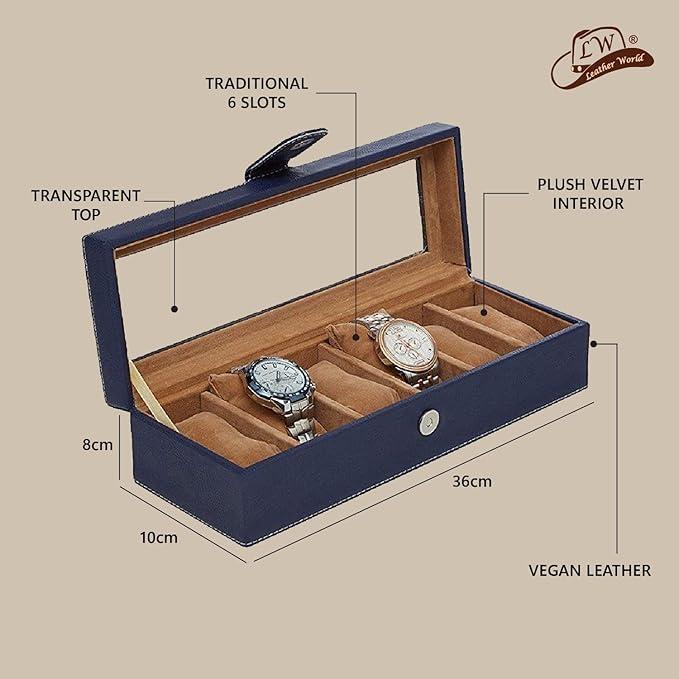 LW®
Leather World
TRADITIONAL
6 SLOTS
TRANSPARENT
TOP
PLUSH VELVET
INTERIOR
8cm
36cm
10cm
VEGAN LEATHER